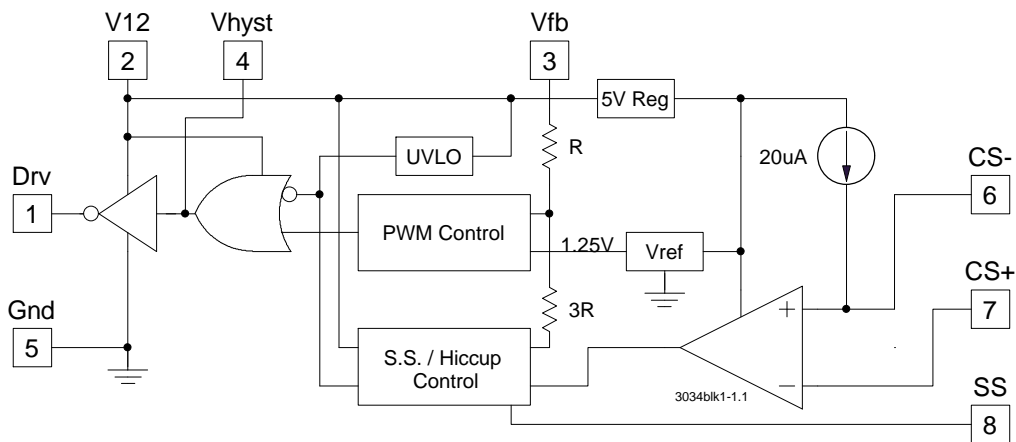 V12
Vhyst
Vfb
2
4
3
5V Reg
R
UVLO
20uA
CS-
6
Drv
1
PWM Control
1.25V
Vref
CS+
7
Gnd
5
3R
S.S. / Hiccup
Control
+
−
3034blk1-1.1
SS
8